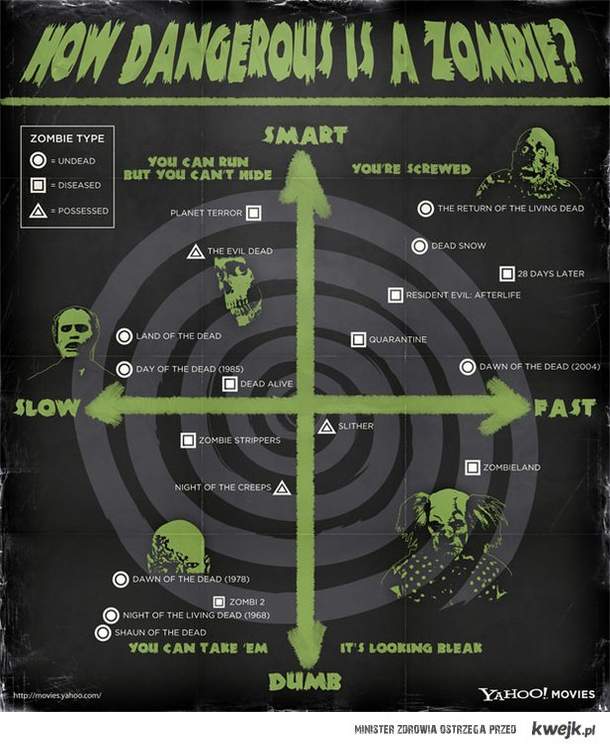 HOW DANGEROUS IS A ZOMBIE?
ZOMBIE TYPE
= UNDEAD
= DISEASED
= POSSESSED
SMART
YOU CAN RUN
BUT YOU CAN'T HIDE
YOU'RE SCREWED
PLANET TERROR
THE RETURN OF THE LIVING DEAD
THE EVIL DEAD
DEAD SNOW
28 DAYS LATER
RESIDENT EVIL: AFTERLIFE
LAND OF THE DEAD
QUARANTINE
DAY OF THE DEAD (1985)
DAWN OF THE DEAD (2004)
DEAD ALIVE
SLOW
FAST
SLITHER
ZOMBIE STRIPPERS
ZOMBIELAND
NIGHT OF THE CREEPS
DAWN OF THE DEAD (1978)
ZOMBI 2
NIGHT OF THE LIVING DEAD (1968)
SHAUN OF THE DEAD
YOU CAN TAKE 'EM
IT'S LOOKING BLEAK
DUMB
http://movies.yahoo.com/
YAHOO! MOVIES
MINISTER ZDROWIA OSTRZEGA PRZED kwejk.pl